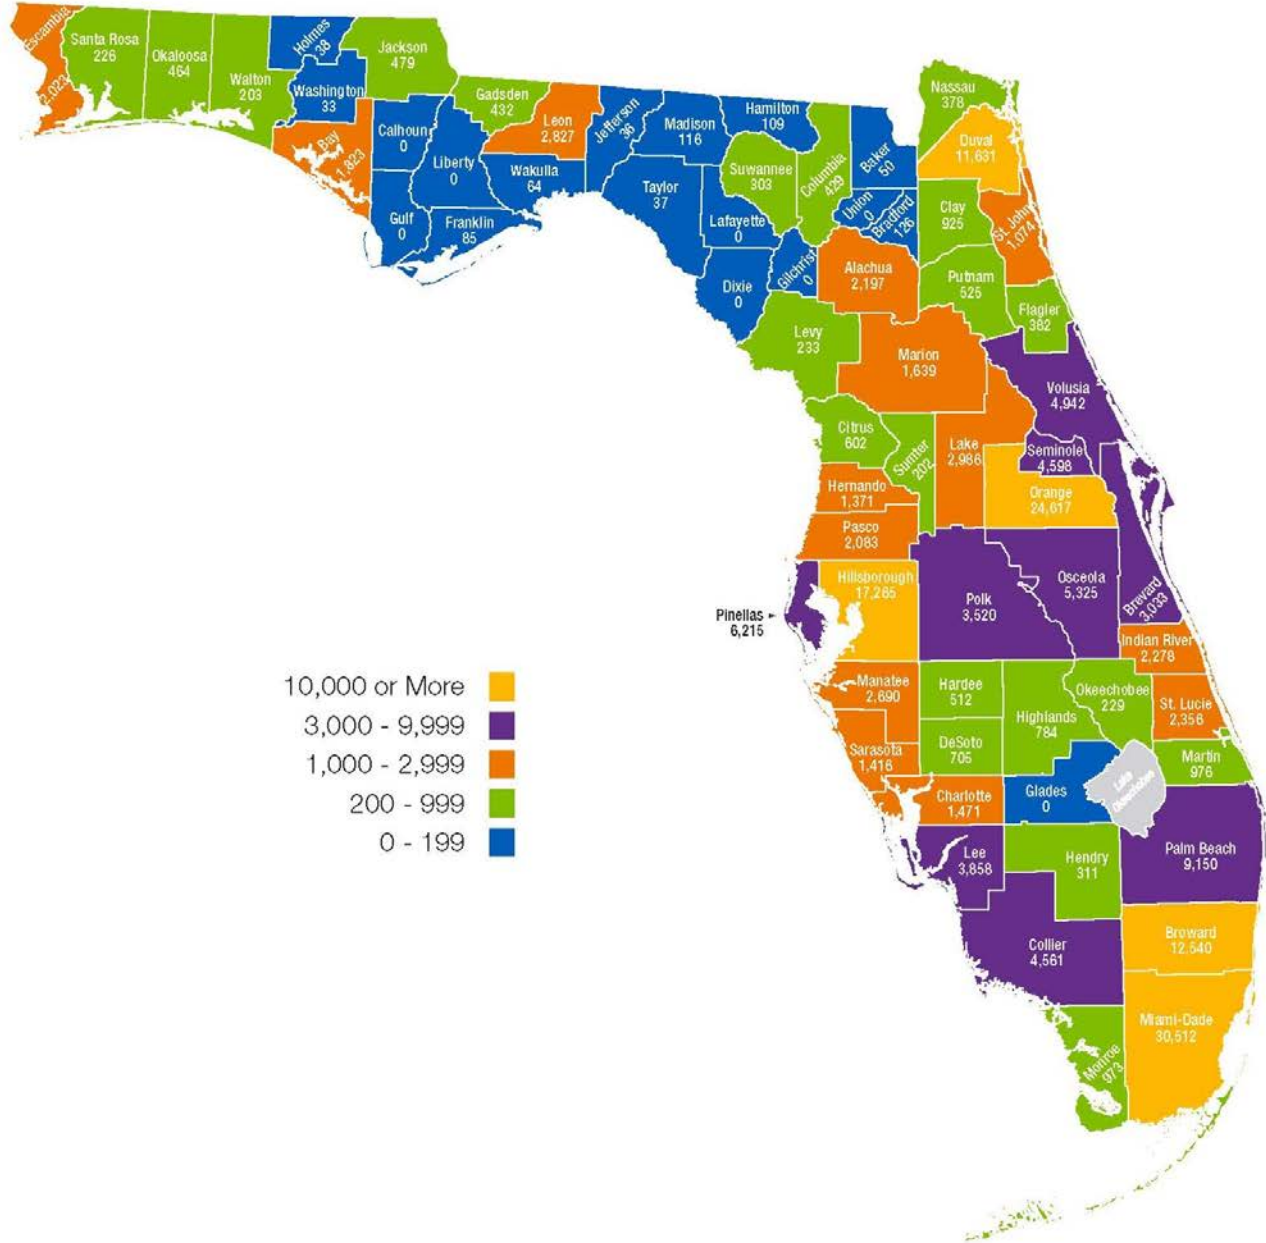 Escambia
2,023
Santa Rosa
226
Okaloosa
464
Walton
203
Holmes
38
Washington
33
Bay
1,823
Jackson
479
Calhoun
0
Gulf
0
Liberty
0
Franklin
85
Gadsden
432
Leon
2,827
Wakulla
64
Jefferson
36
Madison
116
Taylor
37
Hamilton
109
Suwannee
303
Lafayette
0
Dixie
0
Columbia
429
Gilchrist
0
Baker
50
Union
0
Bradford
126
Nassau
378
Duval
11,631
Clay
925
St. Johns
1,074
Alachua
2,197
Putnam
525
Flagler
382
Levy
233
Marion
1,639
Volusia
4,942
Citrus
602
Sumter
202
Lake
2,986
Seminole
4,598
Orange
24,617
Hernando
1,371
Pasco
2,083
Pinellas
6,215
Hillsborough
17,265
Polk
3,520
Osceola
5,325
Brevard
3,033
Indian River
2,278
Manatee
2,690
Hardee
512
Highlands
784
Okeechobee
229
St. Lucie
2,356
Sarasota
1,416
DeSoto
705
Martin
976
Charlotte
1,471
Glades
0
Lake
Okeechobee
Lee
3,858
Hendry
311
Palm Beach
9,150
Collier
4,561
Broward
12,540
Miami-Dade
30,512
Monroe
973
10,000 or More
3,000 - 9,999
1,000 - 2,999
200 - 999
0 - 199